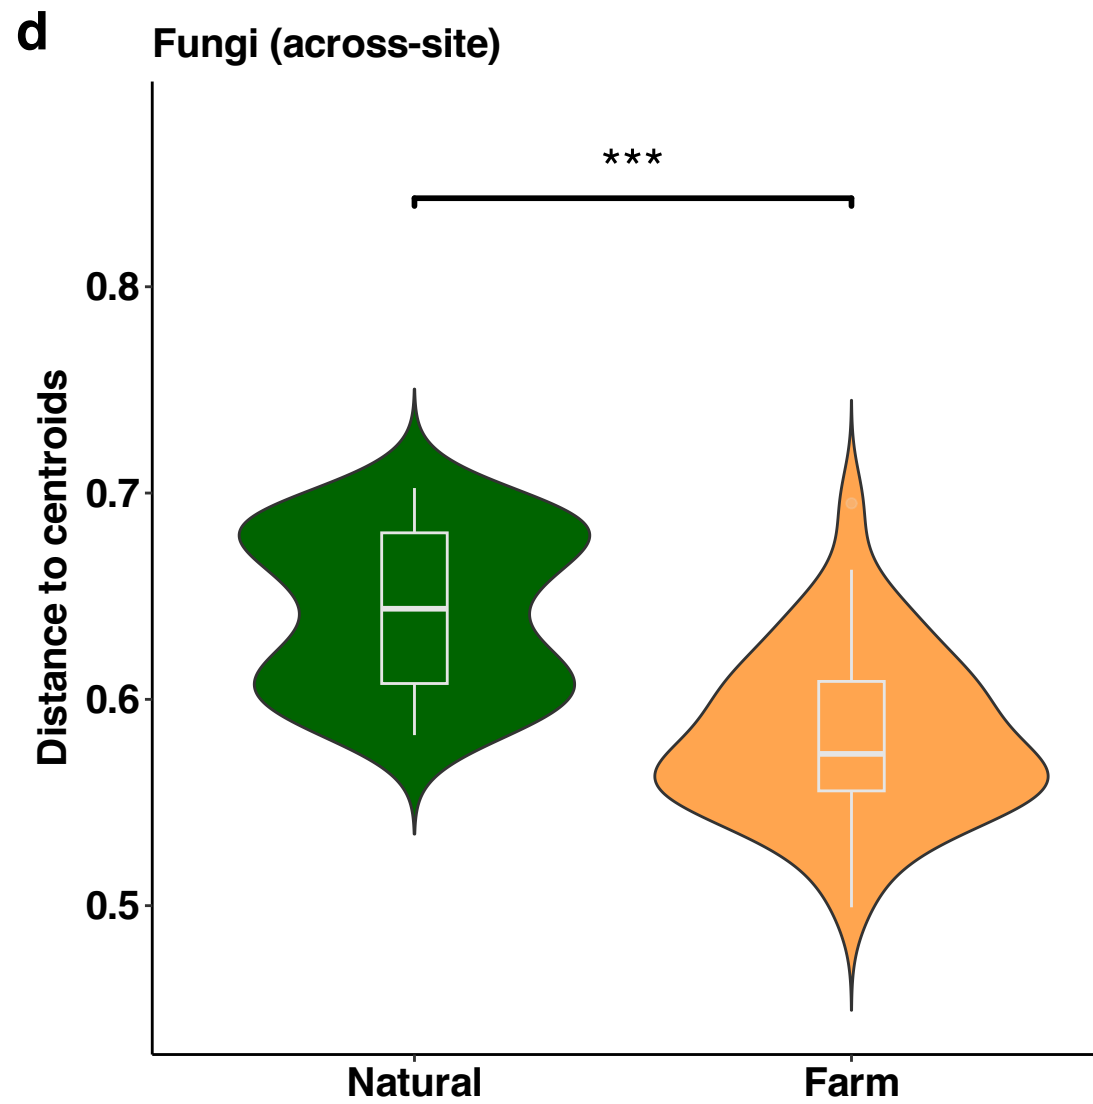 d
Fungi (across-site)
***
0.8
0.7
0.6
0.5
Distance to centroids
Natural
Farm